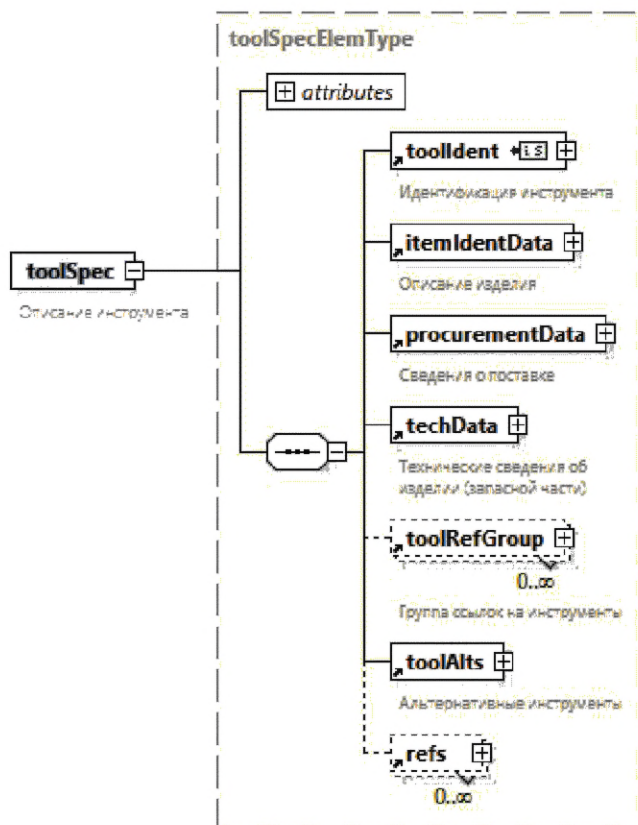 toolSpecElemType
attributes
toolIdent
Идентификация инструмента
itemIdentData
Описание изделия
toolSpec
Описание инструмента
procurementData
Сведения о поставке
techData
Технические сведения об
изделии (запасной части)
toolRefGroup
0..∞
Группа ссылок на инструменты
toolAlts
Альтернативные инструменты
refs
0..∞